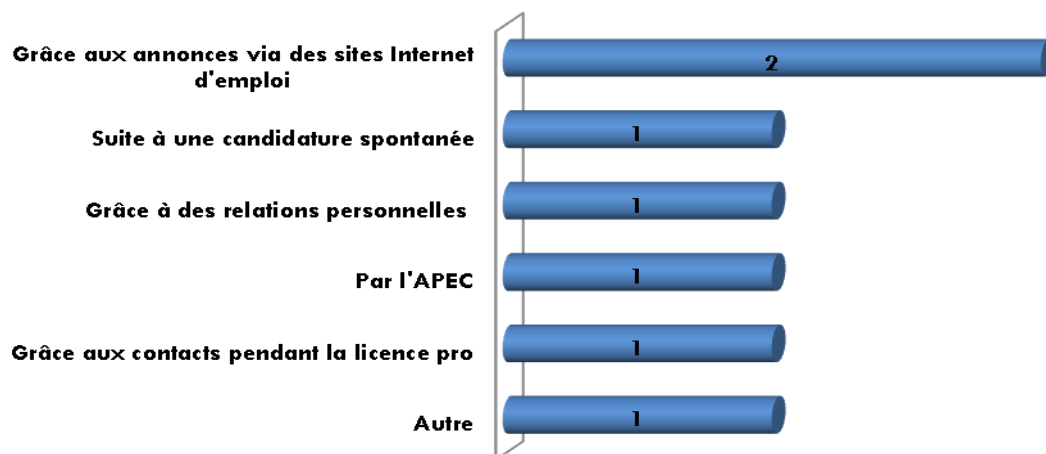 Grâce aux annonces via des sites Internet
d'emploi
2
Suite à une candidature spontanée
1
Grâce à des relations personnelles
1
Par l'APEC
1
Grâce aux contacts pendant la licence pro
1
Autre
1